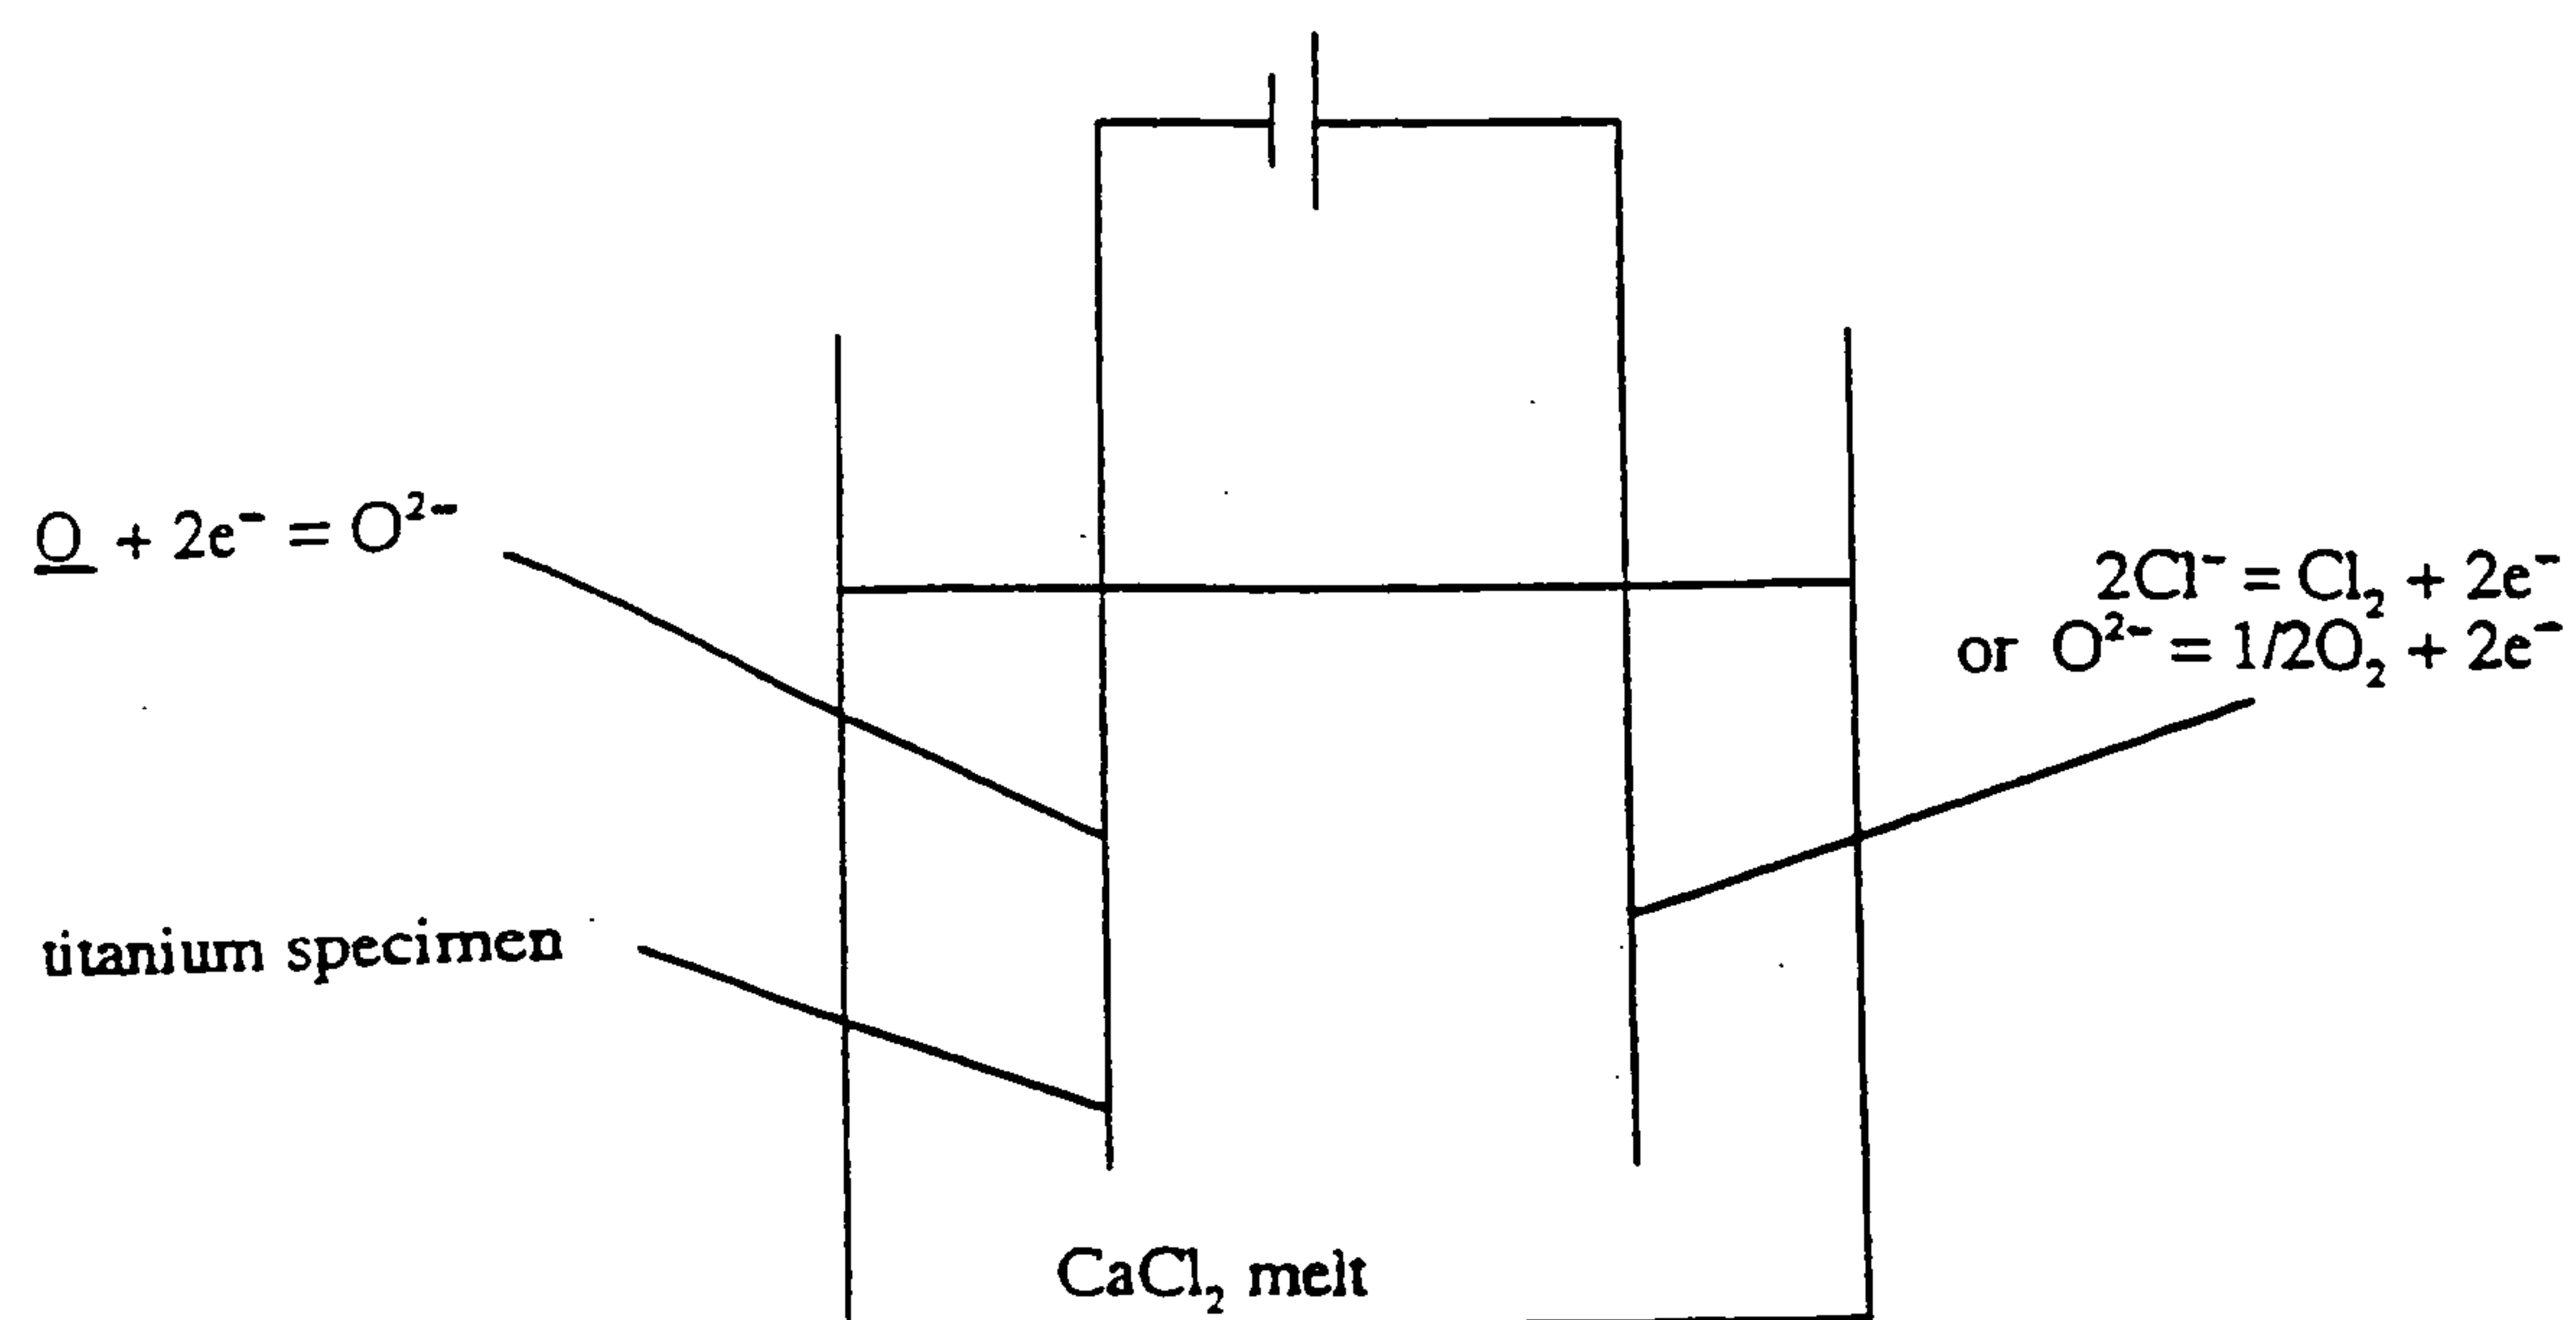 O + 2e⁻ = O²⁻
2Cl⁻ = Cl₂ + 2e⁻
or O²⁻ = 1/2O₂ + 2e⁻
titanium specimen
CaCl₂ melt